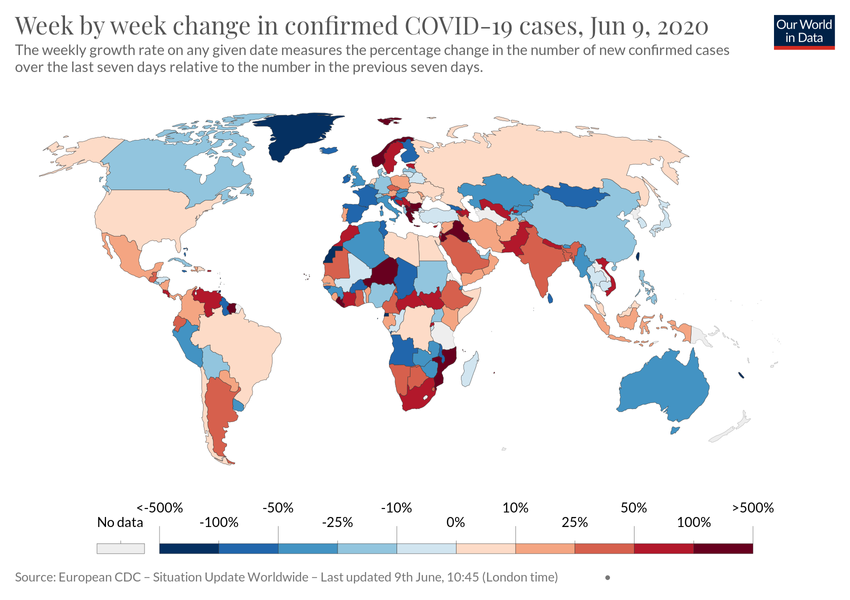 Week by week change in confirmed COVID-19 cases, Jun 9, 2020
Our World
in Data
The weekly growth rate on any given date measures the percentage change in the number of new confirmed cases
over the last seven days relative to the number in the previous seven days.
<-500% -50% -10% 10% 50% >500%
No data -100% -25% 0% 25% 100%
Source: European CDC – Situation Update Worldwide – Last updated 9th June, 10:45 (London time) •